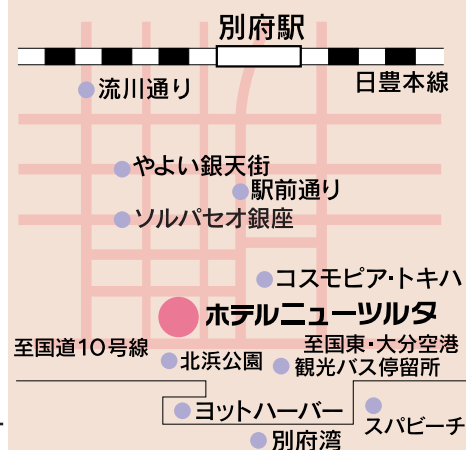 別府駅
日豊本線
流川通り
やよい銀天街
駅前通り
ソルパセオ銀座
コスモピア・トキハ
ホテルニューツルタ
至国道10号線
至国東・大分空港
北浜公園
観光バス停留所
ヨットハーバー
スパビーチ
別府湾